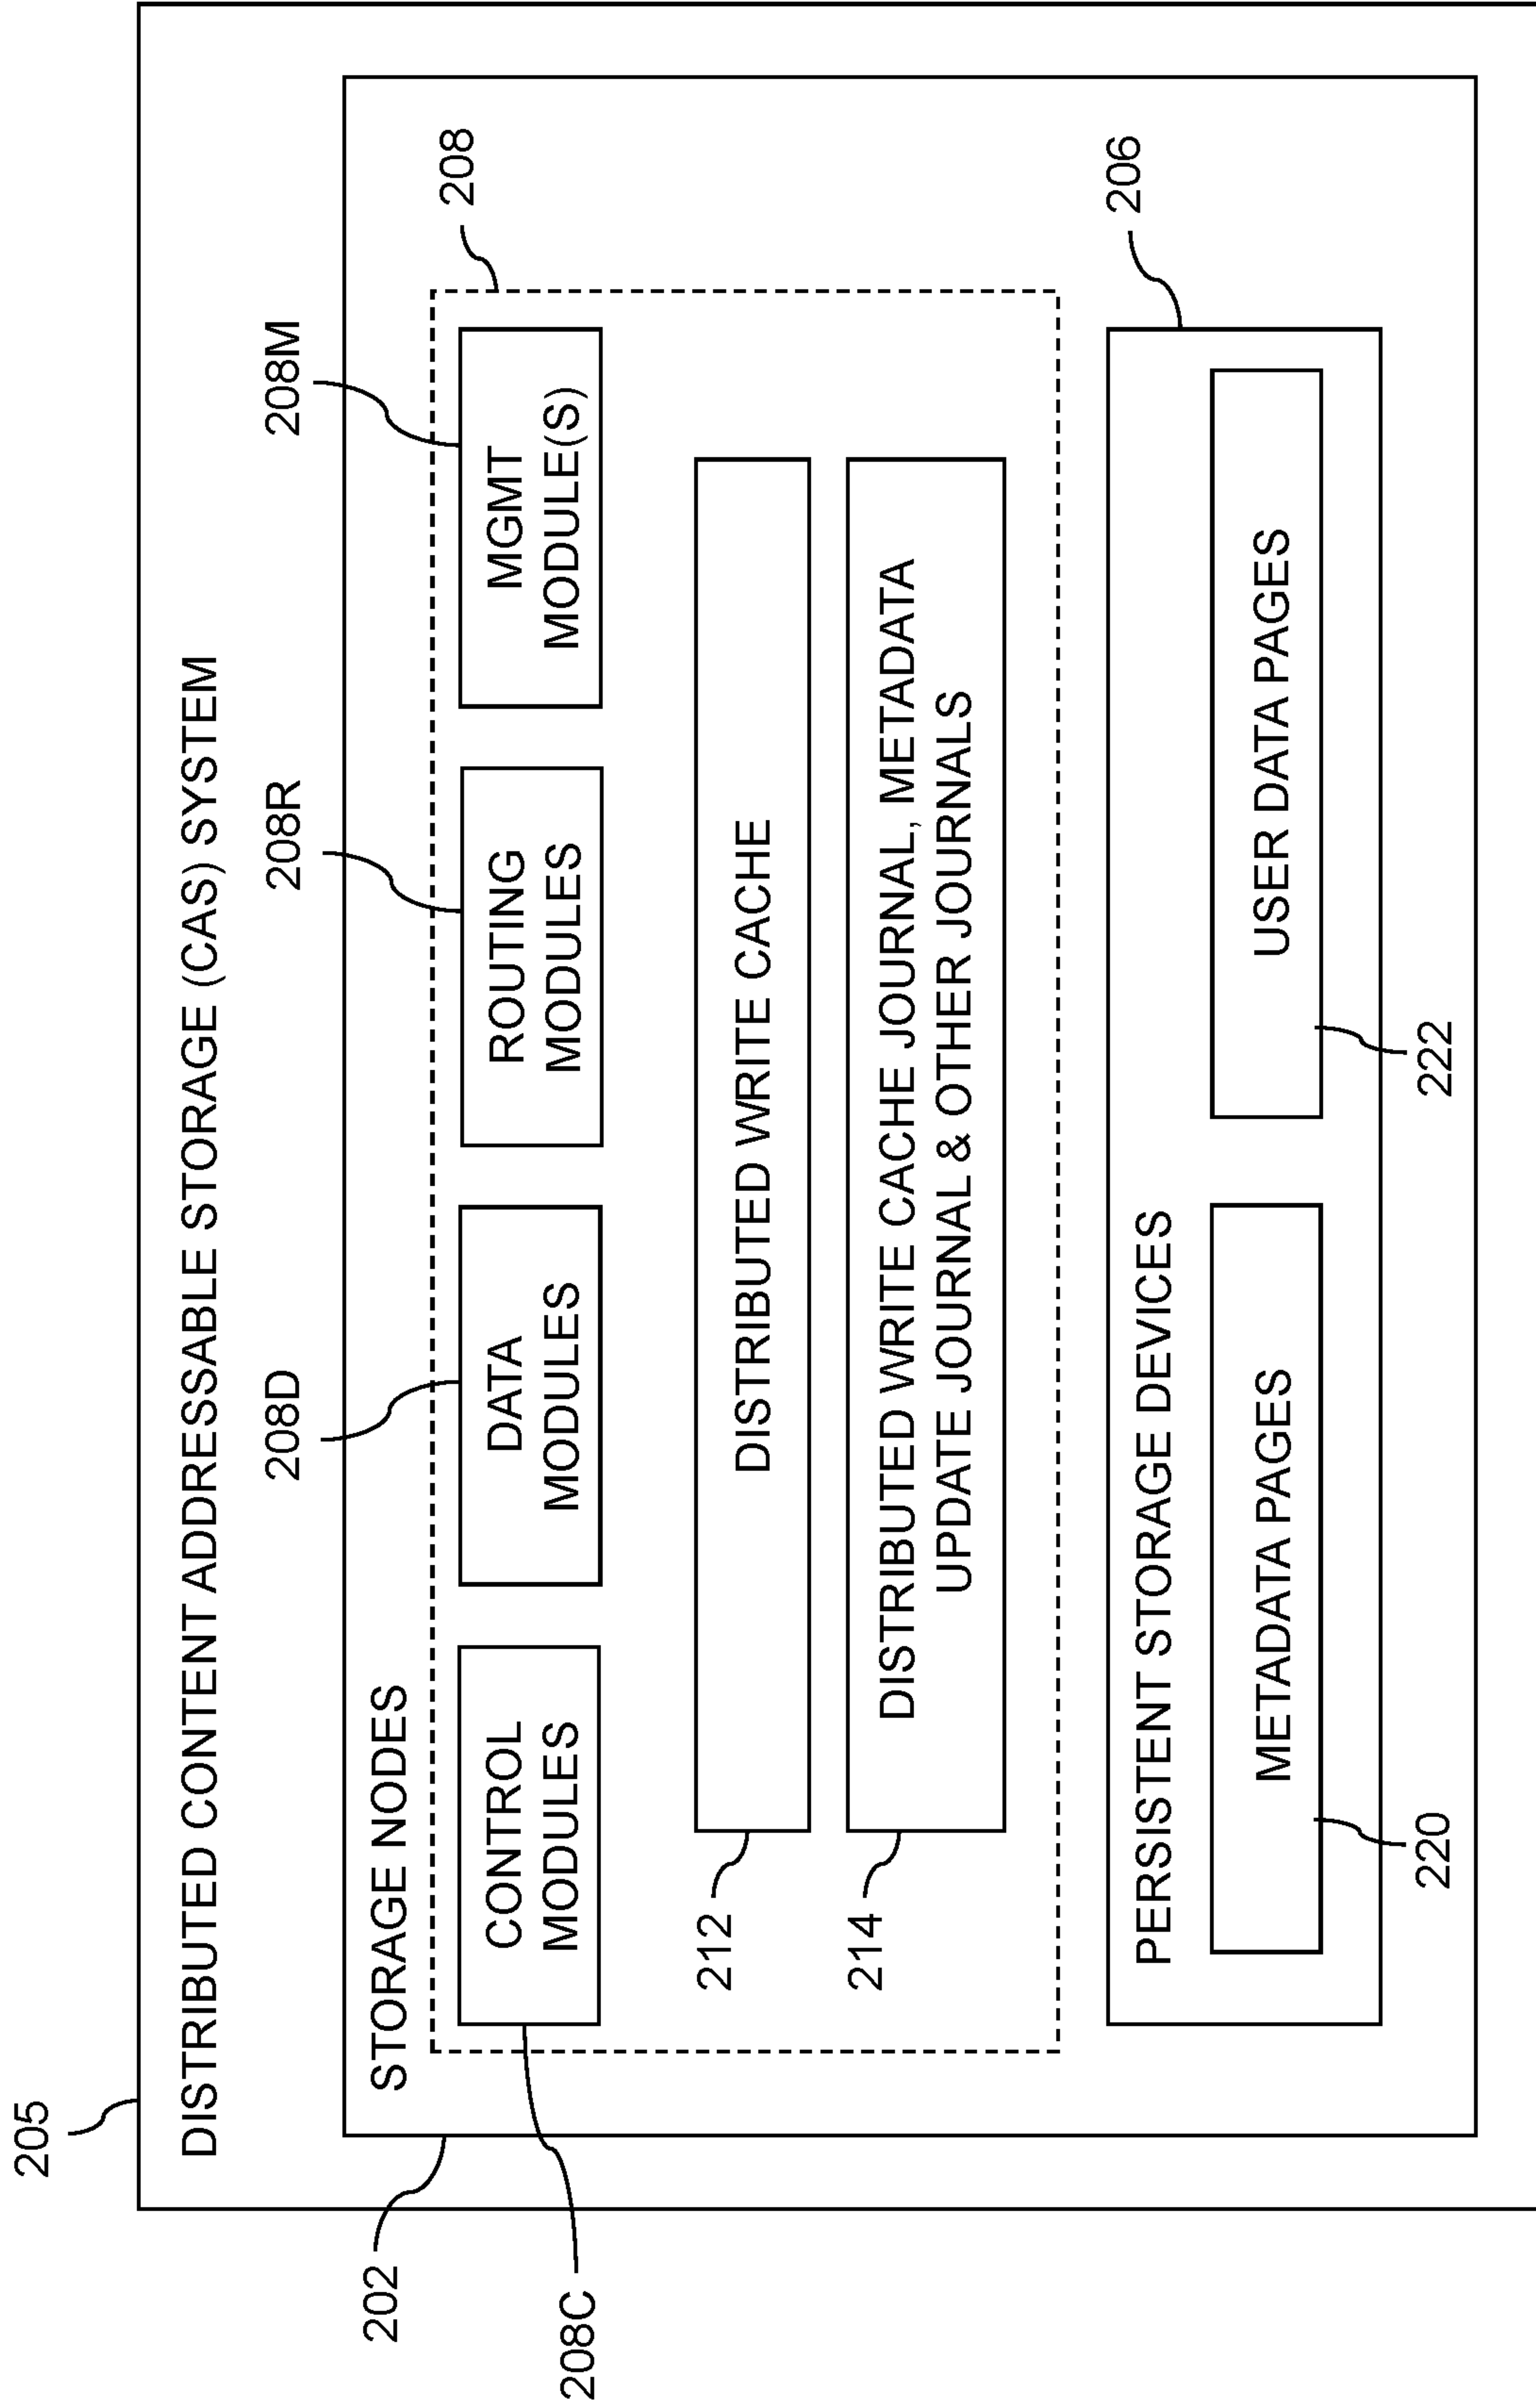 205
DISTRIBUTED CONTENT ADDRESSABLE STORAGE (CAS) SYSTEM
208D
208R
208M
202
STORAGE NODES
208
208C
CONTROL
MODULES
DATA
MODULES
ROUTING
MODULES
MGMT
MODULE(S)
212
DISTRIBUTED WRITE CACHE
214
DISTRIBUTED WRITE CACHE JOURNAL, METADATA
UPDATE JOURNAL & OTHER JOURNALS
PERSISTENT STORAGE DEVICES
206
METADATA PAGES
USER DATA PAGES
220
222